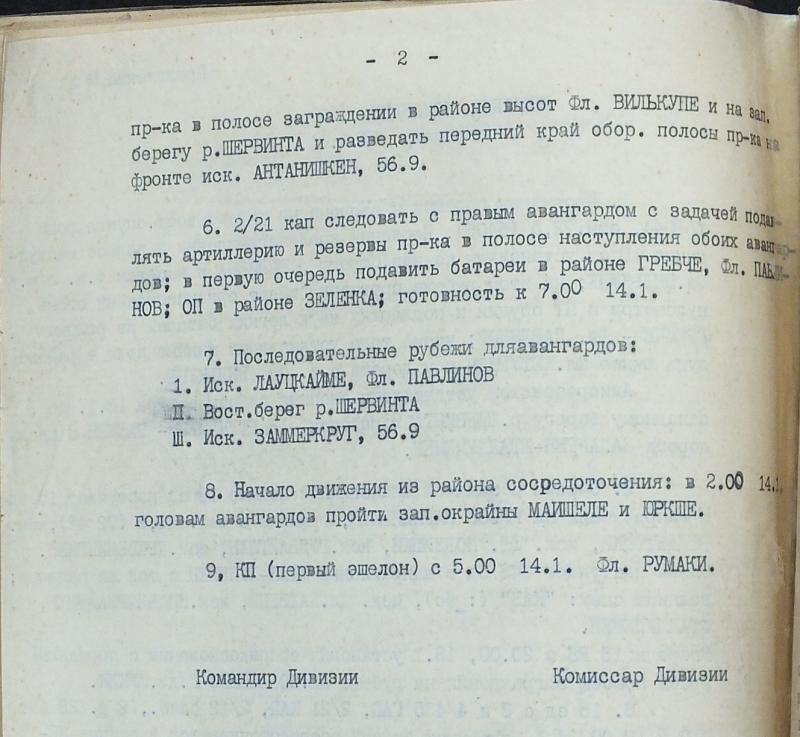 - 2 -
пр-ка в полосе заграждении в районе высот Фл. ВИЛЬКУПЕ и на зап.
берегу р.ШЕРВИНТА и разведать передний край обор. полосы пр-ка на
фронте иск. АНТАНИШКЕН, 56.9.
6. 2/21 кап следовать с правым авангардом с задачей подав-
лять артиллерию и резервы пр-ка в полосе наступления обоих авангар-
дов; в первую очередь подавить батареи в районе ГРЕБЧЕ, Фл. ПАВЛИ-
НОВ; ОП в районе ЗЕЛЕНКА; готовность к 7.00 14.1.
7. Последовательные рубежи дляавангардов:
1. Иск. ЛАУЦКАЙМЕ, Фл. ПАВЛИНОВ
П. Вост.берег р.ШЕРВИНТА
Ш. Иск. ЗАММЕРКРУГ, 56.9
8. Начало движения из района сосредоточения: в 2.00 14.1.
головам авангардов пройти зап.окрайны МАИШЕЛЕ и ЮРКШЕ.
9, КП (первый эшелон) с 5.00 14.1. Фл. РУМАКИ.
Командир Дивизии Комиссар Дивизии